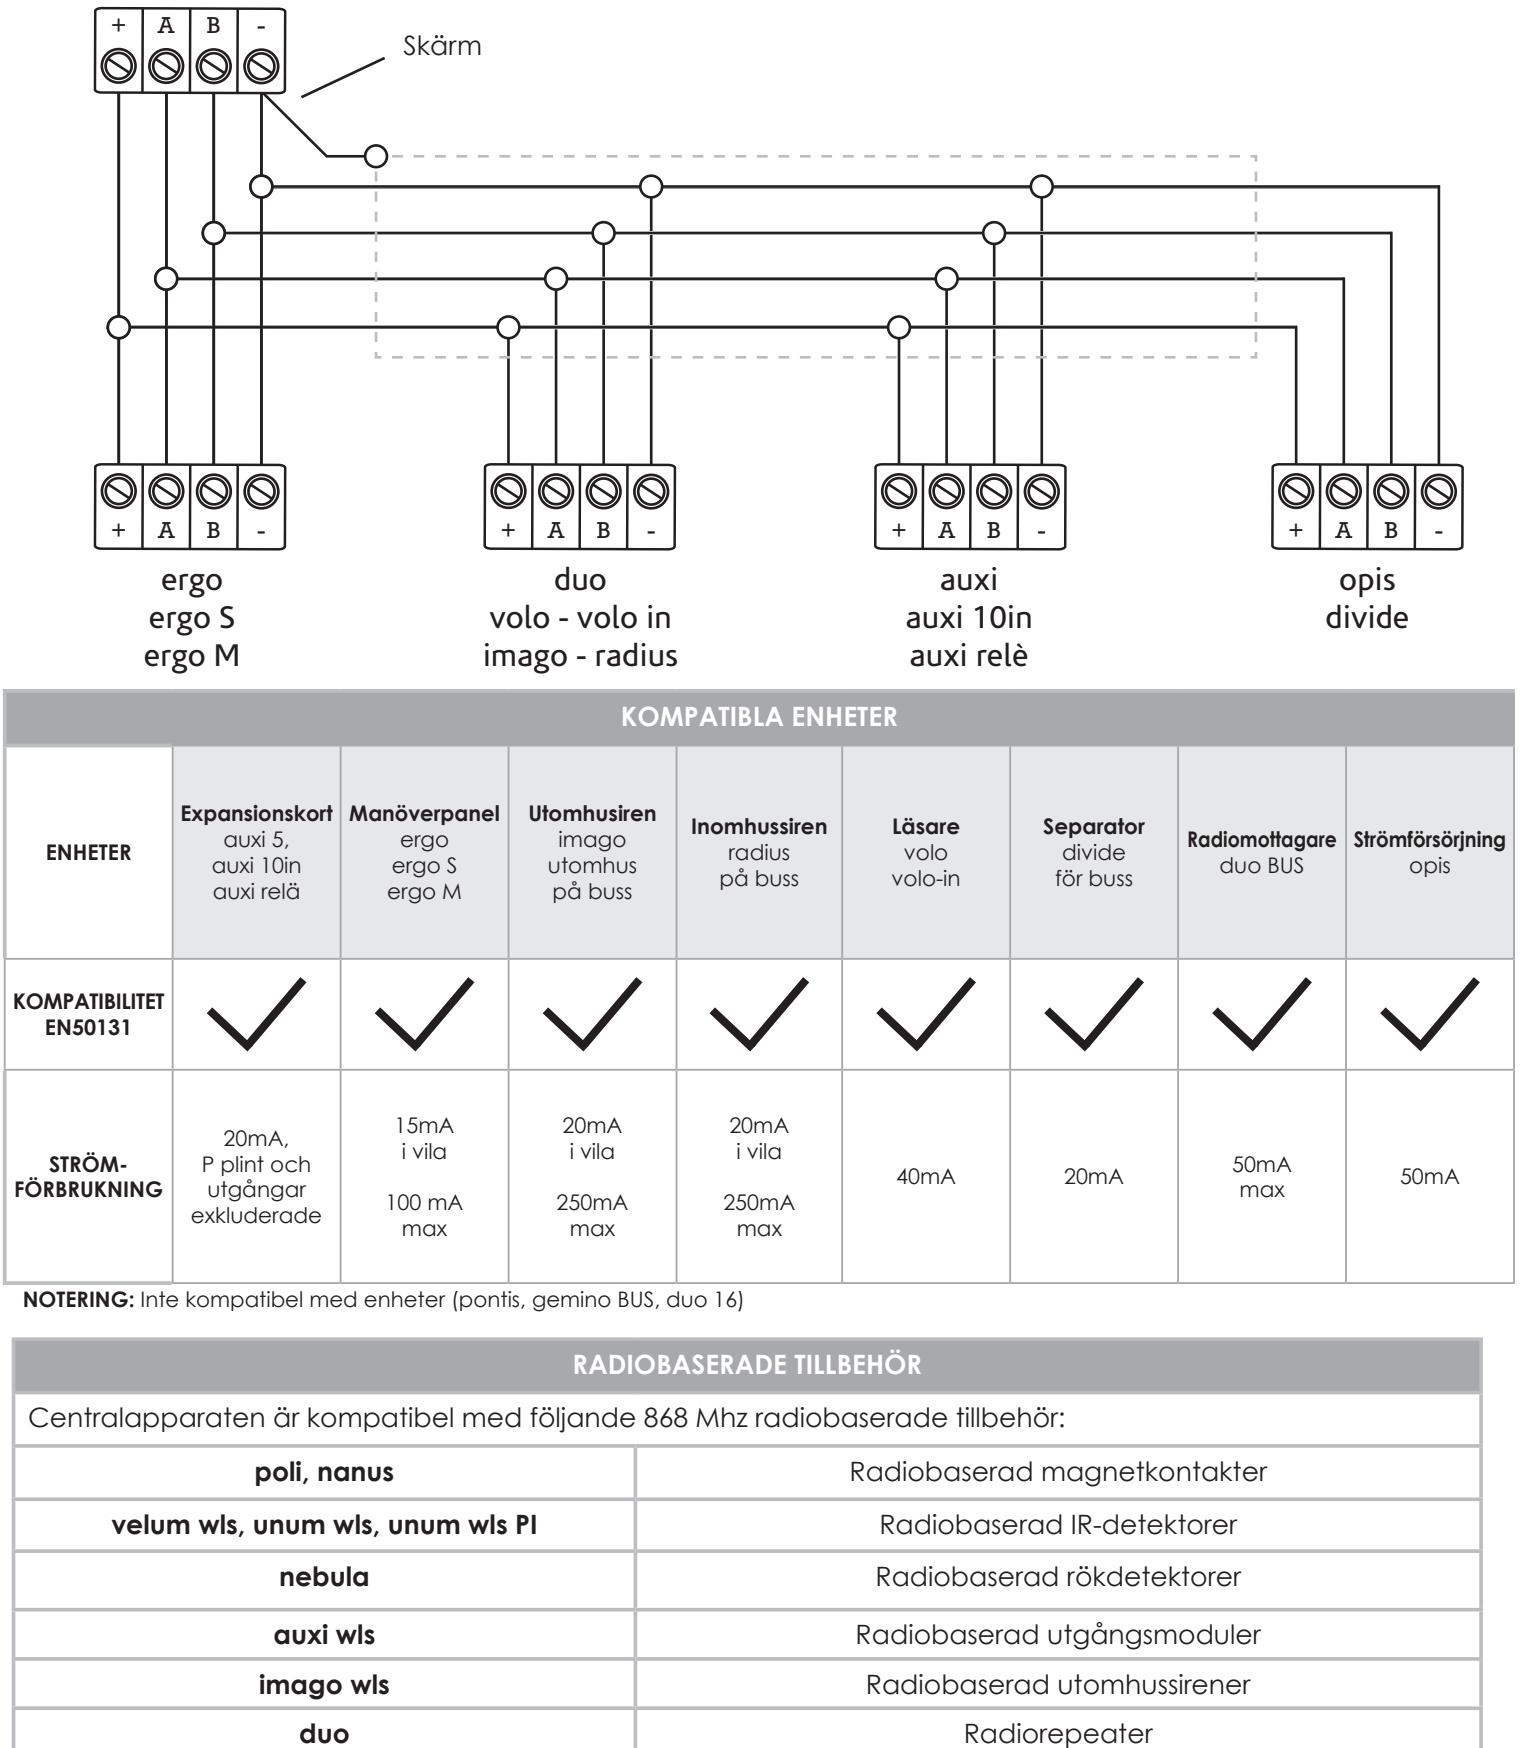 + A B -
Skärm
+ A B -
+ A B -
+ A B -
+ A B -
ergo
ergo S
ergo M
duo
volo - volo in
imago - radius
auxi
auxi 10in
auxi relè
opis
divide
KOMPATIBLA ENHETER
ENHETER
Expansionskort
auxi 5,
auxi 10in
auxi relä
Manöverpanel
ergo
ergo S
ergo M
Utomhusiren
imago
utomhus
på buss
Inomhussiren
radius
på buss
Läsare
volo
volo-in
Separator
divide
för buss
Radiomottagare
duo BUS
Strömförsörjning
opis
KOMPATIBILITET
EN50131
STRÖM-
FÖRBRUKNING
20mA,
P plint och
utgångar
exkluderade
15mA
i vila
100 mA
max
20mA
i vila
250mA
max
20mA
i vila
250mA
max
40mA
20mA
50mA
max
50mA
NOTERING: Inte kompatibel med enheter (pontis, gemino BUS, duo 16)
RADIOBASERADE TILLBEHÖR
Centralapparaten är kompatibel med följande 868 Mhz radiobaserade tillbehör:
poli, nanus
Radiobaserad magnetkontakter
velum wls, unum wls, unum wls PI
Radiobaserad IR-detektorer
nebula
Radiobaserad rökdetektorer
auxi wls
Radiobaserad utgångsmoduler
imago wls
Radiobaserad utomhussirener
duo
Radiorepeater